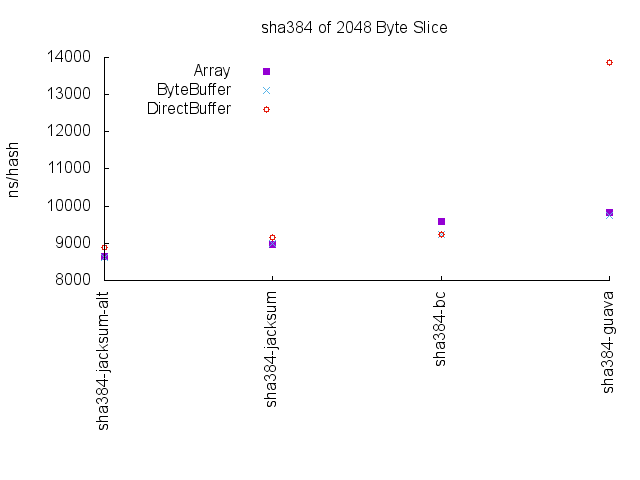 sha384 of 2048 Byte Slice
ns/hash
14000
13000
12000
11000
10000
9000
8000
Array
ByteBuffer
DirectBuffer
sha384-jacksum-alt
sha384-jacksum
sha384-bc
sha384-guava